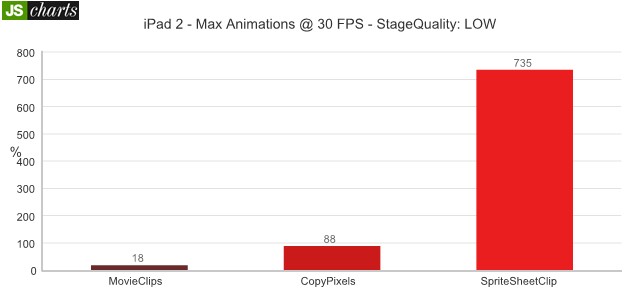 JS charts
iPad 2 - Max Animations @ 30 FPS - StageQuality: LOW
800
700
600
500
%
400
300
200
100
0
735
88
18
MovieClips
CopyPixels
SpriteSheetClip